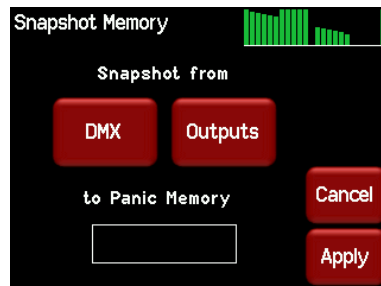 Snapshot Memory
Snapshot from
DMX Outputs
to Panic Memory
Cancel
Apply